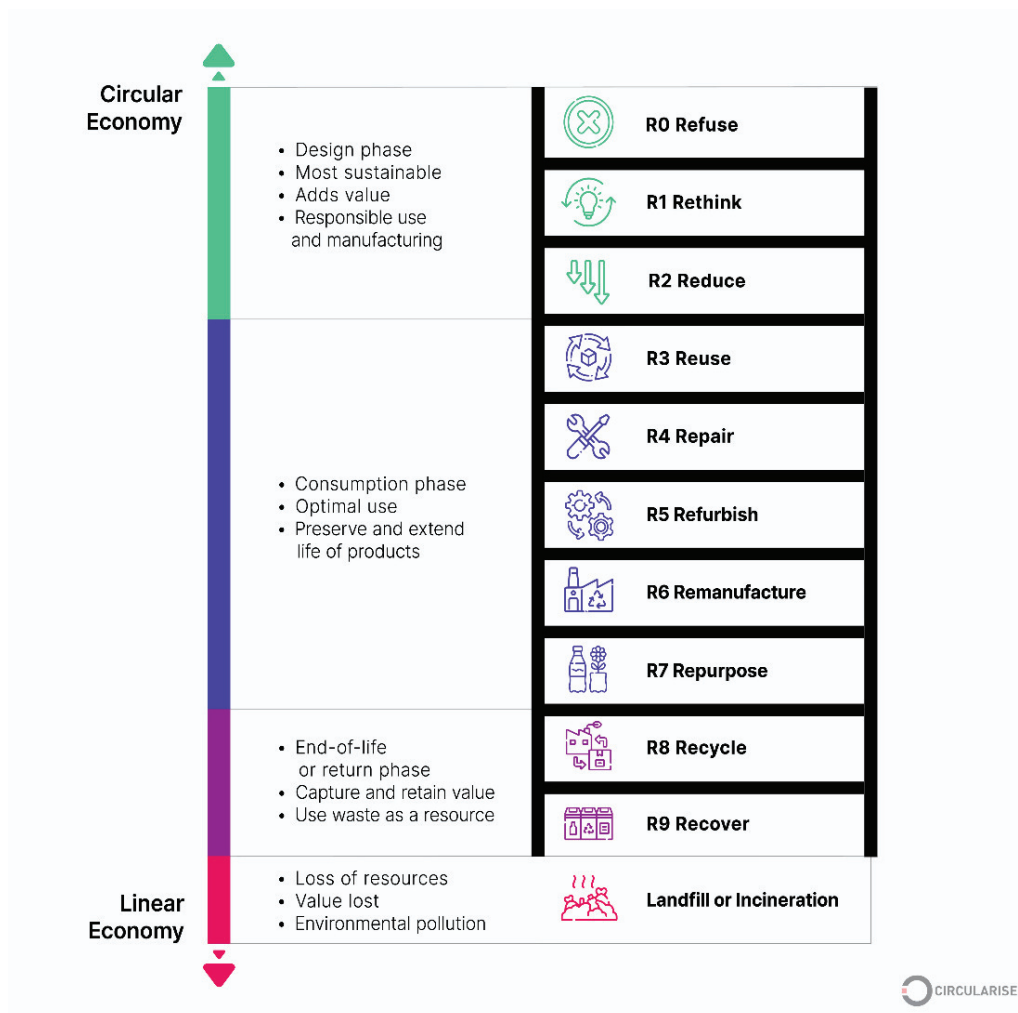 Circular
Economy
• Design phase
• Most sustainable
• Adds value
• Responsible use
and manufacturing
R0 Refuse
R1 Rethink
R2 Reduce
• Consumption phase
• Optimal use
• Preserve and extend
life of products
R3 Reuse
R4 Repair
R5 Refurbish
R6 Remanufacture
R7 Repurpose
• End-of-life
or return phase
• Capture and retain value
• Use waste as a resource
R8 Recycle
R9 Recover
Linear
Economy
• Loss of resources
• Value lost
• Environmental pollution
Landfill or Incineration
CIRCULARISE